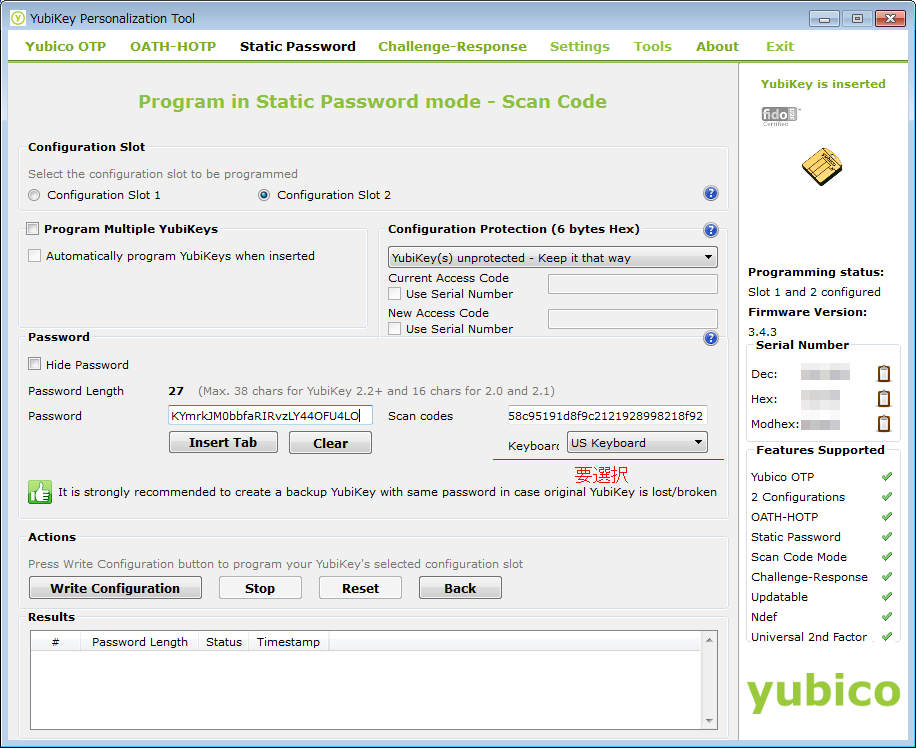 YubiKey Personalization Tool
Yubico OTP OATH-HOTP Static Password Challenge-Response Settings Tools About Exit
Program in Static Password mode - Scan Code
Configuration Slot
Select the configuration slot to be programmed
Configuration Slot 1 Configuration Slot 2
Program Multiple YubiKeys
Automatically program YubiKeys when inserted
Configuration Protection (6 bytes Hex)
YubiKey(s) unprotected - Keep it that way
Current Access Code
Use Serial Number
New Access Code
Use Serial Number
Password
Hide Password
Password Length 27 (Max. 38 chars for YubiKey 2.2+ and 16 chars for 2.0 and 2.1)
Password KYmrkJM0bbfaRIRvzLY44OFU4LO Scan codes 58c95191d8f9c2121928998218f92
Insert Tab Clear Keyboard US Keyboard
要選択
It is strongly recommended to create a backup YubiKey with same password in case original YubiKey is lost/broken
Actions
Press Write Configuration button to program your YubiKey's selected configuration slot
Write Configuration Stop Reset Back
Results
# Password Length Status Timestamp
YubiKey is inserted
fido
Certified
Programming status:
Slot 1 and 2 configured
Firmware Version:
3.4.3
Serial Number
Dec:
Hex:
Modhex:
Features Supported
Yubico OTP
2 Configurations
OATH-HOTP
Static Password
Scan Code Mode
Challenge-Response
Updatable
Ndef
Universal 2nd Factor
yubico